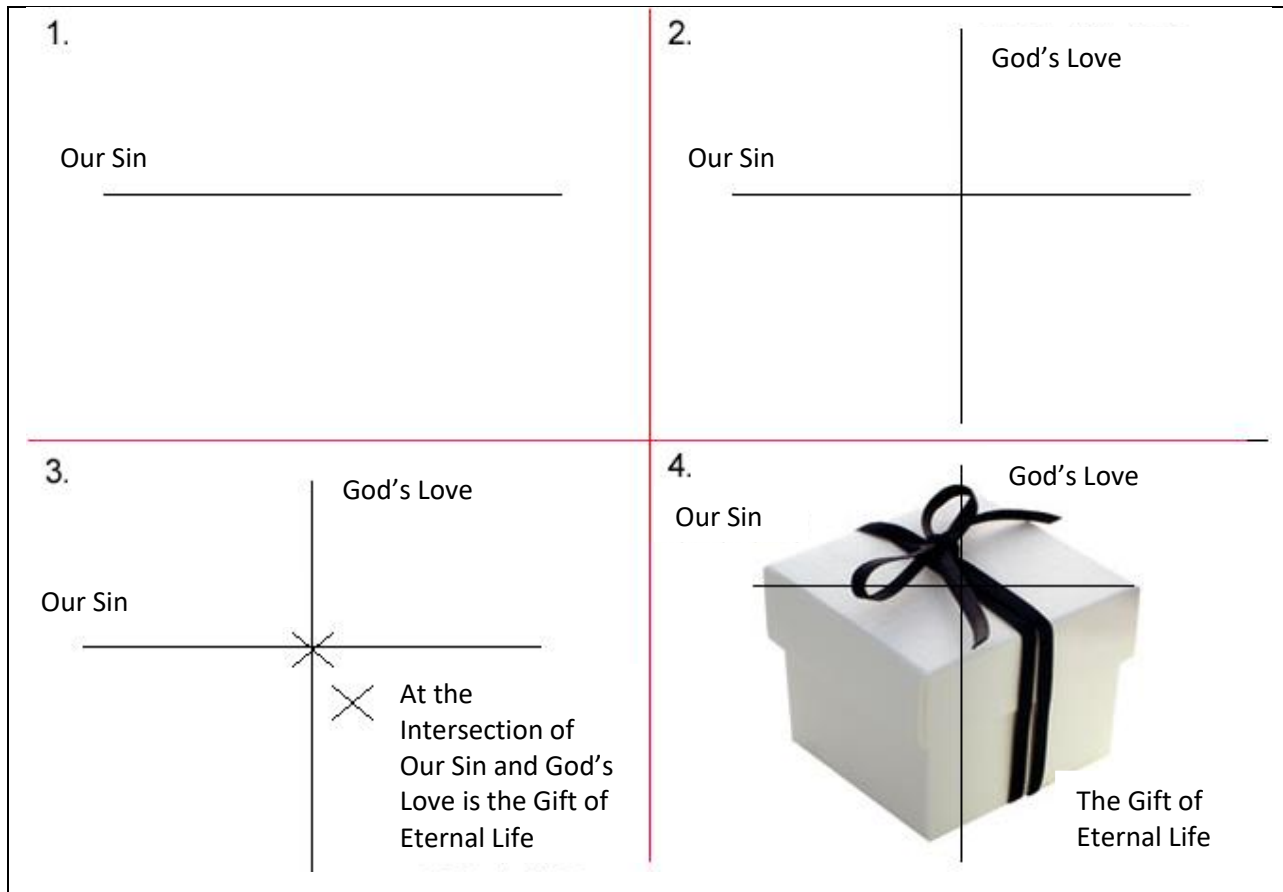 1.
Our Sin
2.
God’s Love
Our Sin
3.
God’s Love
Our Sin
At the
Intersection of
Our Sin and God’s
Love is the Gift of
Eternal Life
4.
God’s Love
Our Sin
The Gift of
Eternal Life